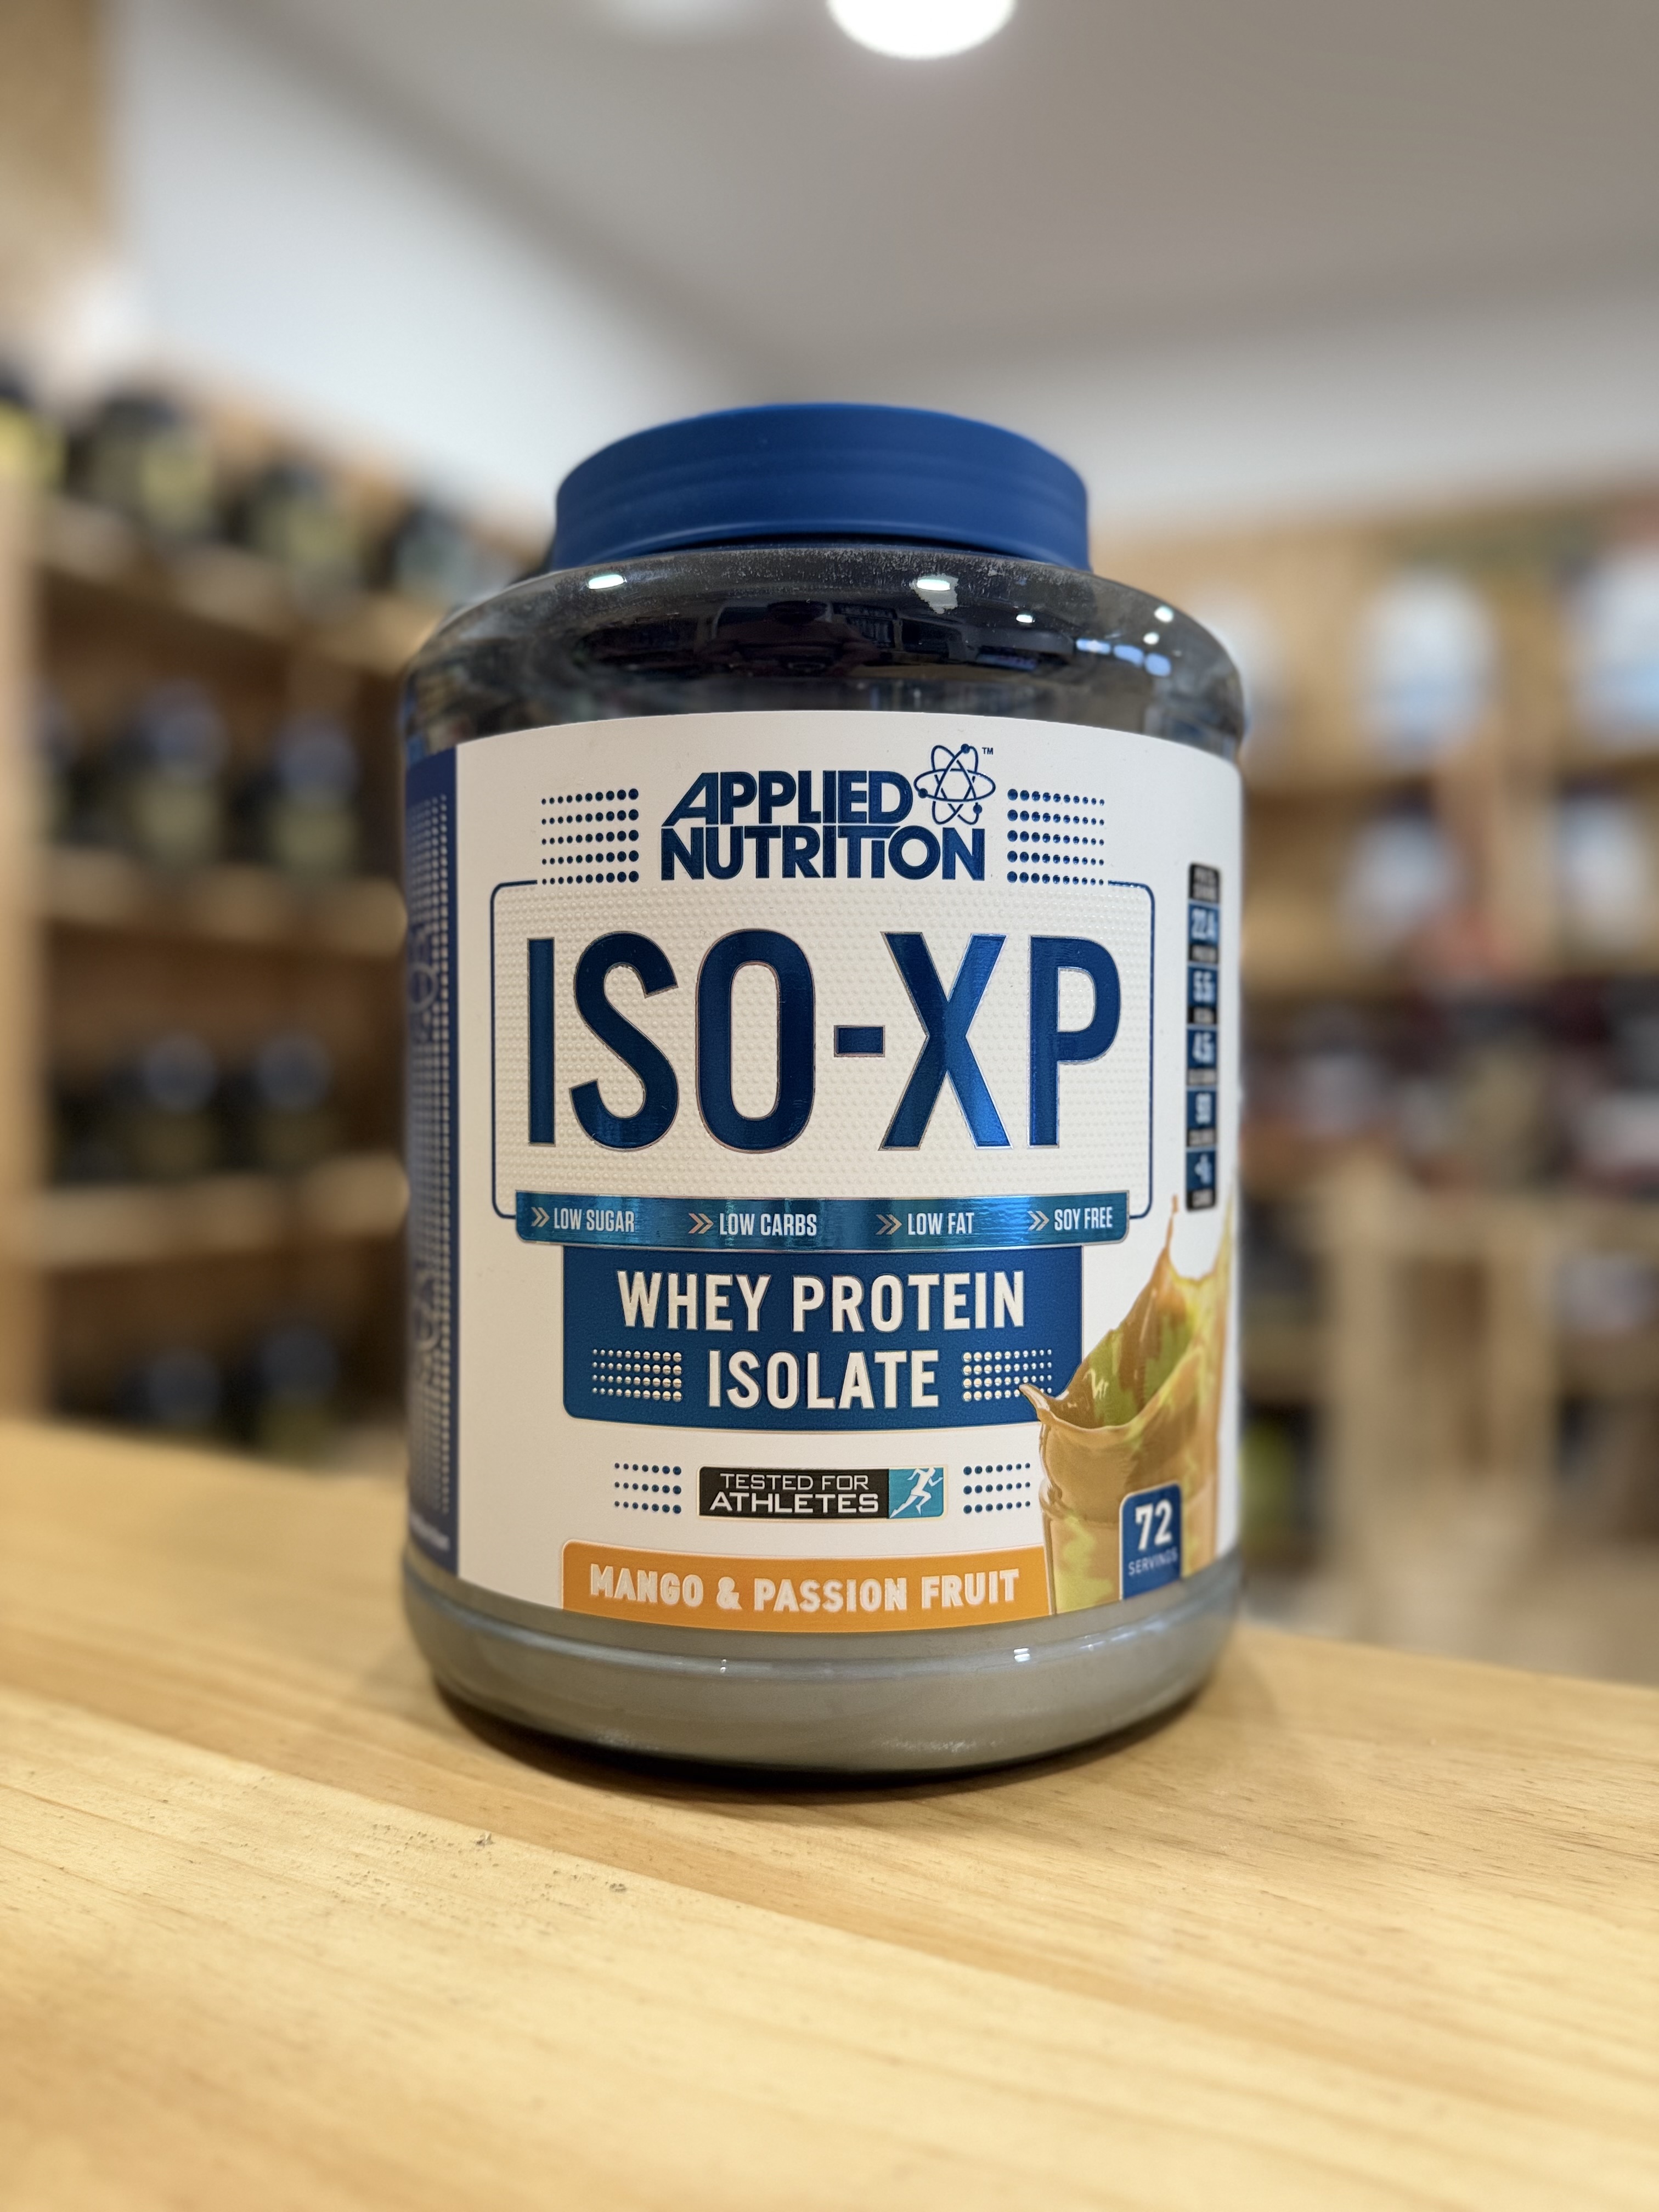 APPLIED
NUTRITION
™
ISO-XP
LOW SUGAR LOW CARBS LOW FAT SOY FREE
WHEY PROTEIN
ISOLATE
TESTED FOR
ATHLETES
MANGO & PASSION FRUIT
72
SERVINGS